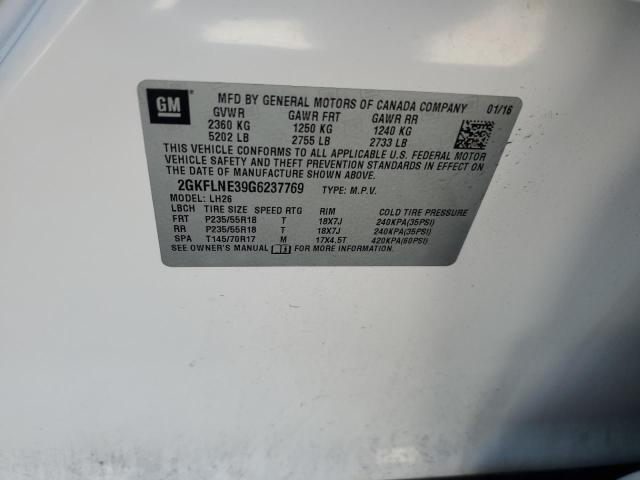 GM
MFD BY GENERAL MOTORS OF CANADA COMPANY 01/16
GVWR GAWR FRT GAWR RR
2360 KG 1250 KG 1240 KG
5202 LB 2755 LB 2733 LB
THIS VEHICLE CONFORMS TO ALL APPLICABLE U.S. FEDERAL MOTOR
VEHICLE SAFETY AND THEFT PREVENTION STANDARDS IN EFFECT ON
THE DATE OF MANUFACTURE SHOWN ABOVE.
2GKFLNE39G6237769 TYPE: M.P.V.
MODEL: LH26
LBCH TIRE SIZE SPEED RTG RIM COLD TIRE PRESSURE
FRT P235/55R18 T 18X7J 240KPA(35PSI)
RR P235/55R18 T 18X7J 240KPA(35PSI)
SPA T145/70R17 M 17X4.5T 420KPA(60PSI)
SEE OWNER'S MANUAL FOR MORE INFORMATION.